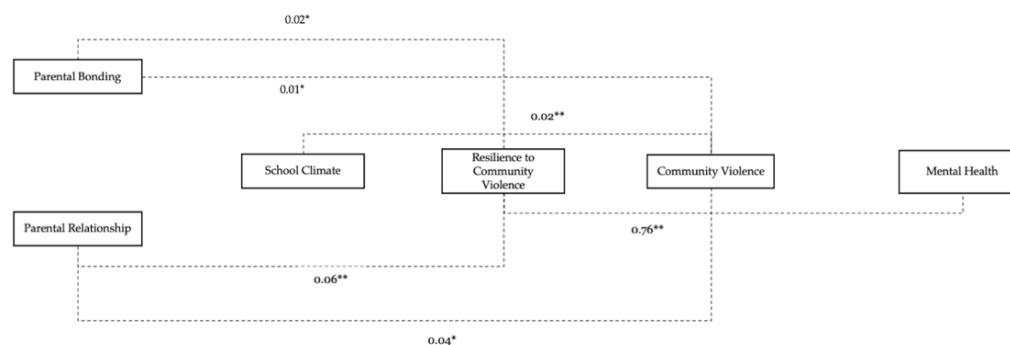 0.02*
Parental Bonding
0.01*
0.02**
School Climate
Resilience to
Community
Violence
Community Violence
Mental Health
Parental Relationship
0.76**
0.06**
0.04*